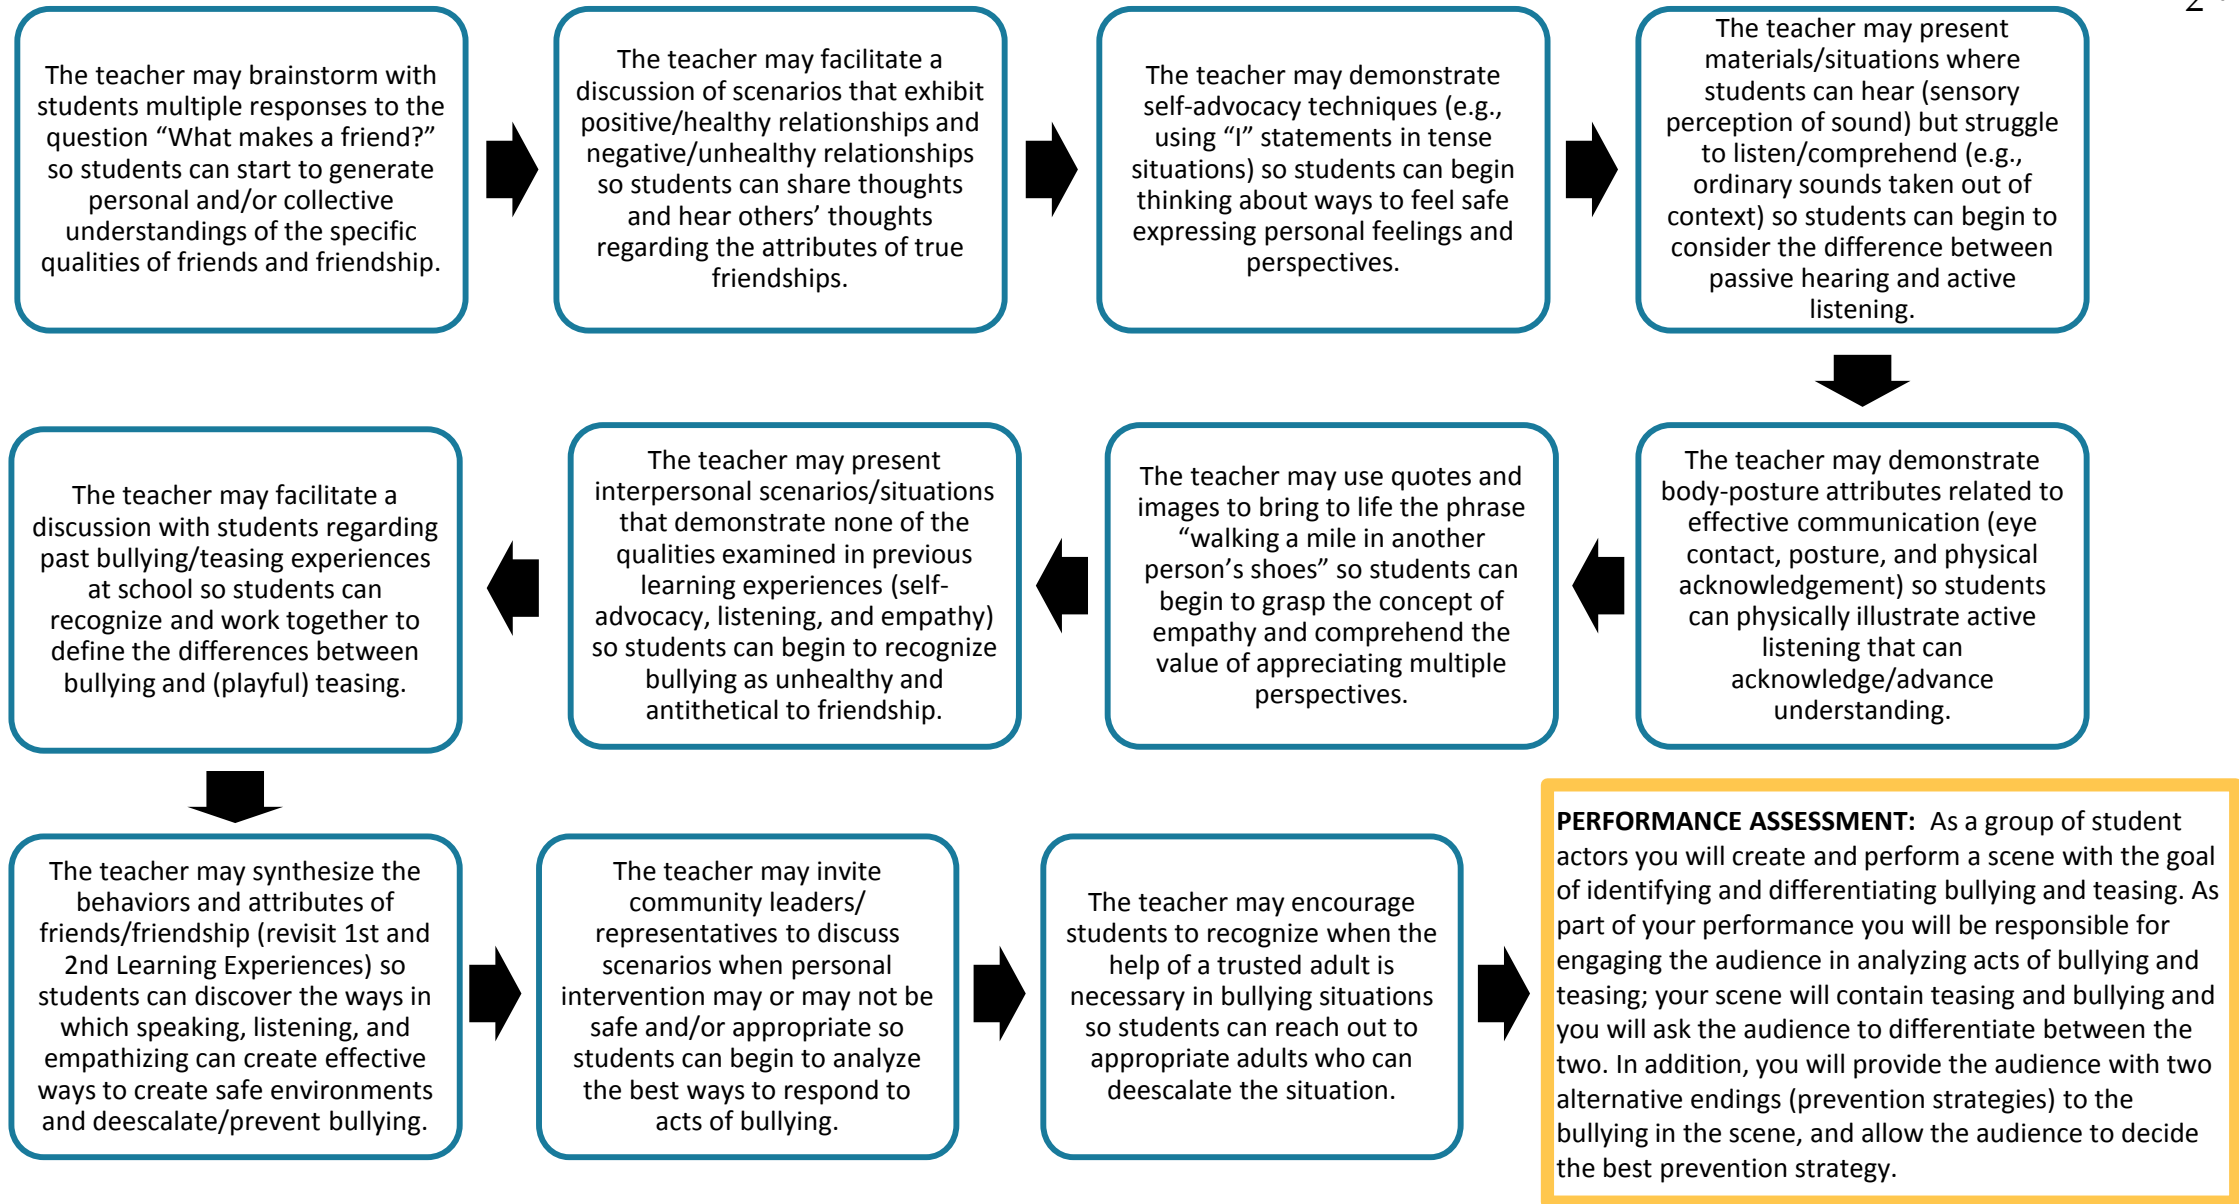 The teacher may brainstorm with
students multiple responses to the
question “What makes a friend?”
so students can start to generate
personal and/or collective
understandings of the specific
qualities of friends and friendship.
The teacher may facilitate a
discussion of scenarios that exhibit
positive/healthy relationships and
negative/unhealthy relationships
so students can share thoughts
and hear others’ thoughts
regarding the attributes of true
friendships.
The teacher may demonstrate
self-advocacy techniques (e.g.,
using “I” statements in tense
situations) so students can begin
thinking about ways to feel safe
expressing personal feelings and
perspectives.
The teacher may present
materials/situations where
students can hear (sensory
perception of sound) but struggle
to listen/comprehend (e.g.,
ordinary sounds taken out of
context) so students can begin to
consider the difference between
passive hearing and active
listening.
The teacher may demonstrate
body-posture attributes related to
effective communication (eye
contact, posture, and physical
acknowledgement) so students
can physically illustrate active
listening that can
acknowledge/advance
understanding.
The teacher may use quotes and
images to bring to life the phrase
“walking a mile in another
person’s shoes” so students can
begin to grasp the concept of
empathy and comprehend the
value of appreciating multiple
perspectives.
The teacher may present
interpersonal scenarios/situations
that demonstrate none of the
qualities examined in previous
learning experiences (self-
advocacy, listening, and empathy)
so students can begin to recognize
bullying as unhealthy and
antithetical to friendship.
The teacher may facilitate a
discussion with students regarding
past bullying/teasing experiences
at school so students can
recognize and work together to
define the differences between
bullying and (playful) teasing.
The teacher may synthesize the
behaviors and attributes of
friends/friendship (revisit 1st and
2nd Learning Experiences) so
students can discover the ways in
which speaking, listening, and
empathizing can create effective
ways to create safe environments
and deescalate/prevent bullying.
The teacher may invite
community leaders/
representatives to discuss
scenarios when personal
intervention may or may not be
safe and/or appropriate so
students can begin to analyze
the best ways to respond to
acts of bullying.
The teacher may encourage
students to recognize when the
help of a trusted adult is
necessary in bullying situations
so students can reach out to
appropriate adults who can
deescalate the situation.
PERFORMANCE ASSESSMENT: As a group of student
actors you will create and perform a scene with the goal
of identifying and differentiating bullying and teasing. As
part of your performance you will be responsible for
engaging the audience in analyzing acts of bullying and
teasing; your scene will contain teasing and bullying and
you will ask the audience to differentiate between the
two. In addition, you will provide the audience with two
alternative endings (prevention strategies) to the
bullying in the scene, and allow the audience to decide
the best prevention strategy.